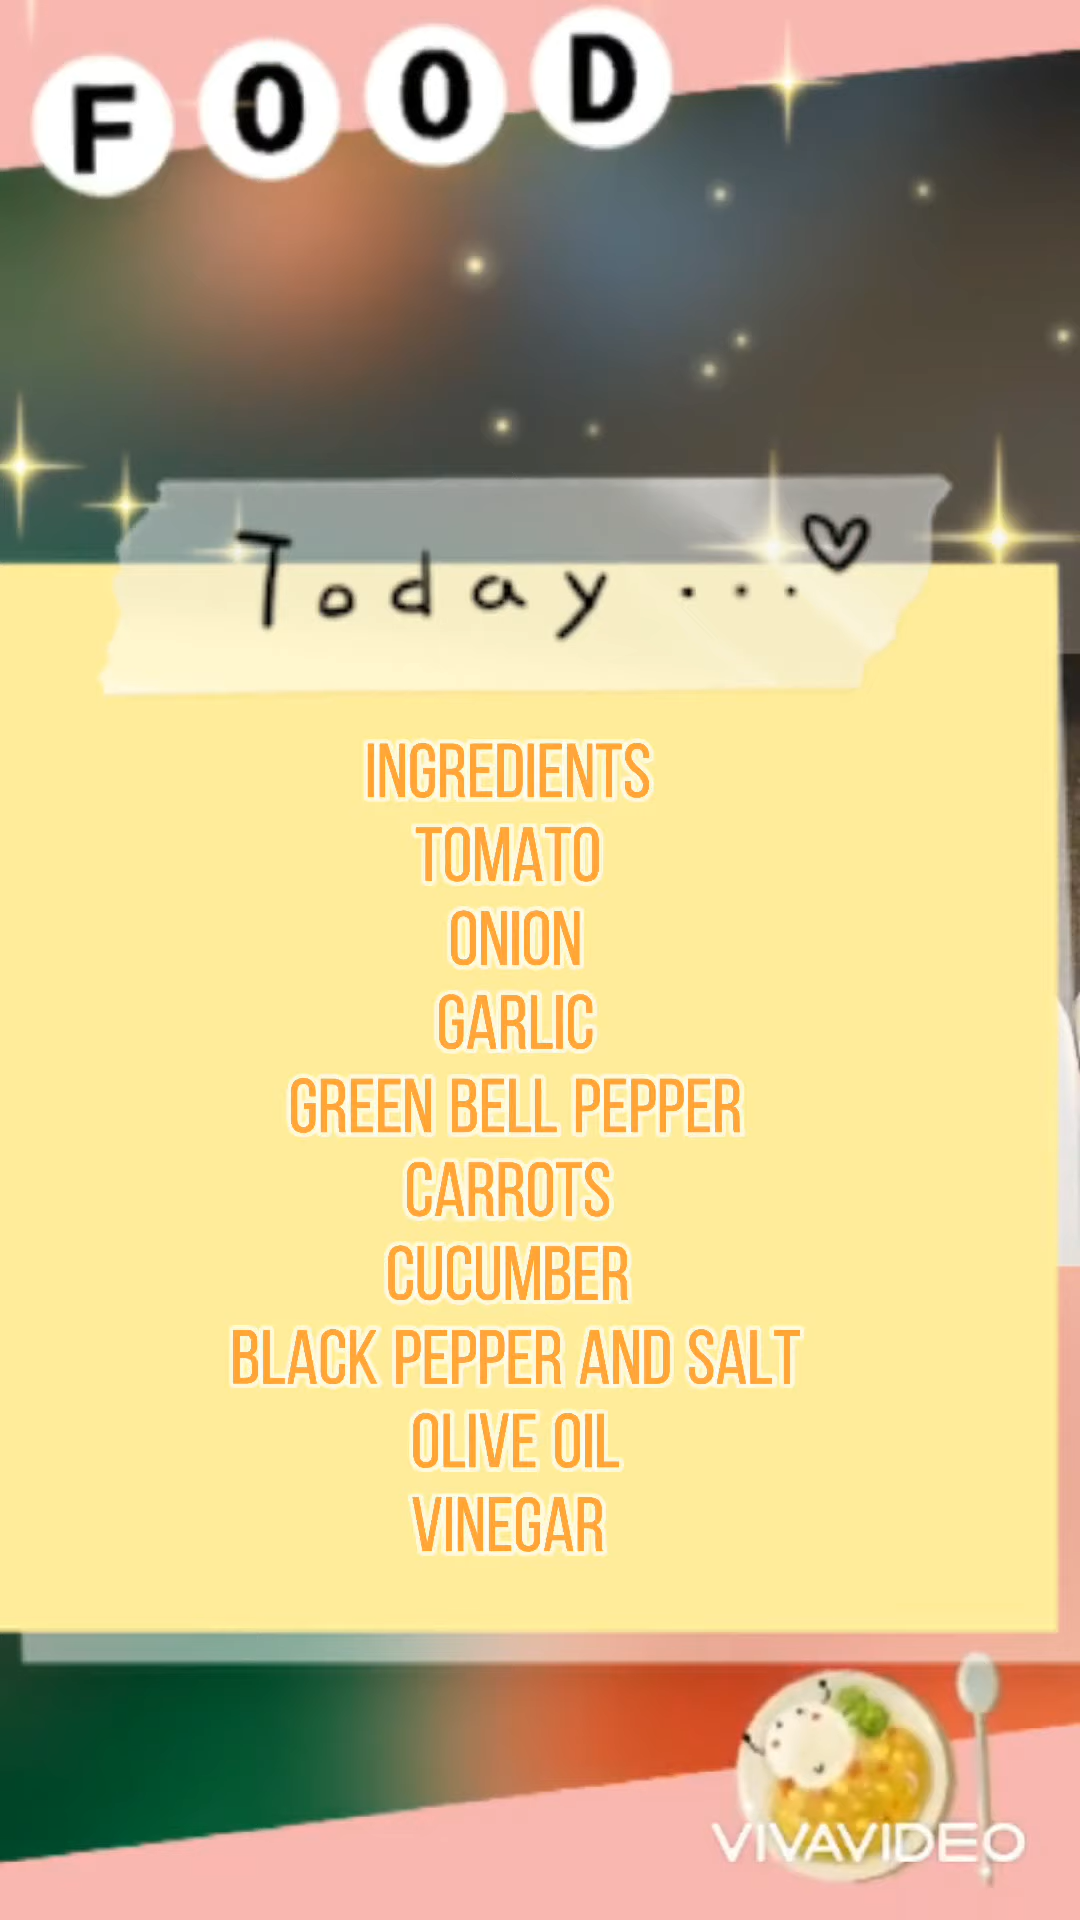 FOOD
Today ...♡
INGREDIENTS
TOMATO
ONION
GARLIC
GREEN BELL PEPPER
CARROTS
CUCUMBER
BLACK PEPPER AND SALT
OLIVE OIL
VINEGAR
VIVAVIDEO